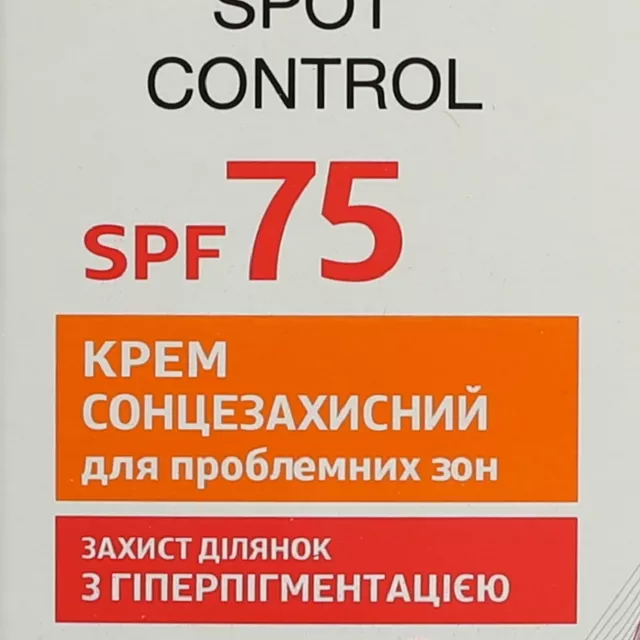 SPOT
CONTROL
SPF 75
КРЕМ
СОНЦЕЗАХИСНИЙ
для проблемних зон
ЗАХИСТ ДІЛЯНОК
З ГІПЕРПІГМЕНТАЦІЄЮ